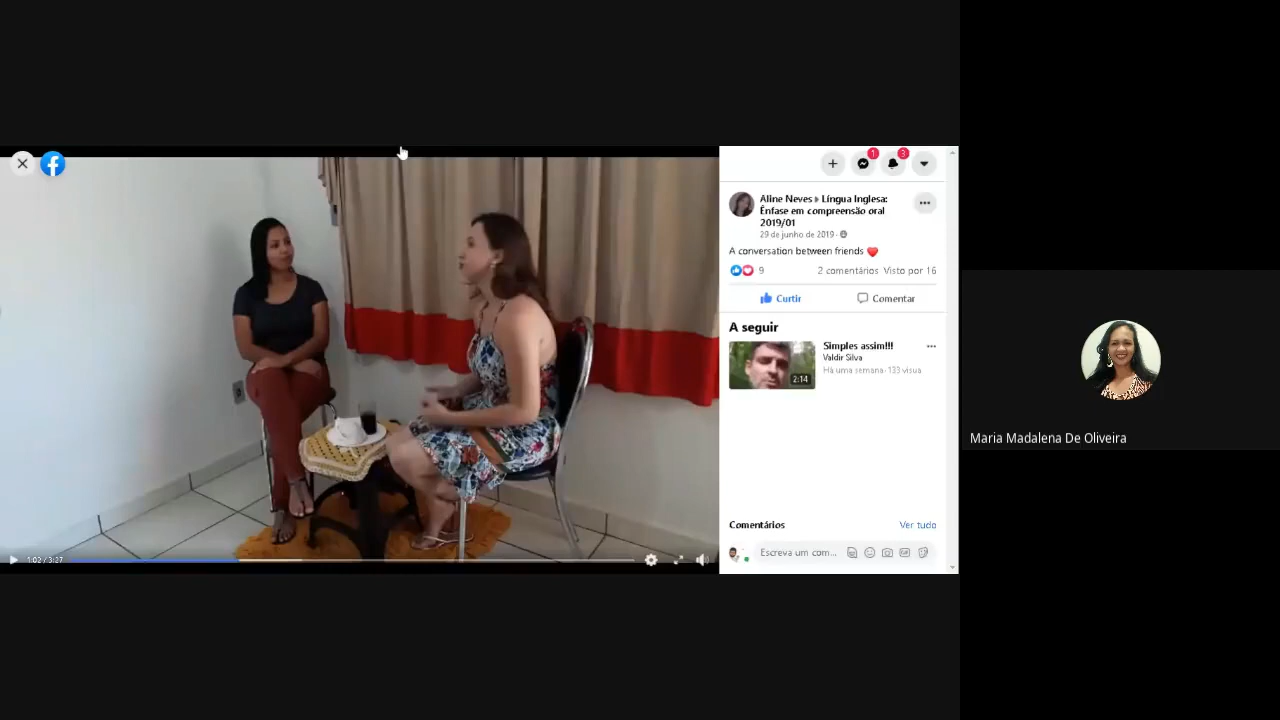 1
3
Aline Neves ▸ Língua Inglesa:
Ênfase em compreensão oral
2019/01
29 de junho de 2019 ·
A conversation between friends ❤️
9 2 comentários Visto por 16
Curtir Comentar
A seguir
Simples assim!!!
Valdir Silva
Há uma semana · 133 visua
2:14
Maria Madalena De Oliveira
Comentários Ver tudo
Escreva um com...
1:02 / 3:27